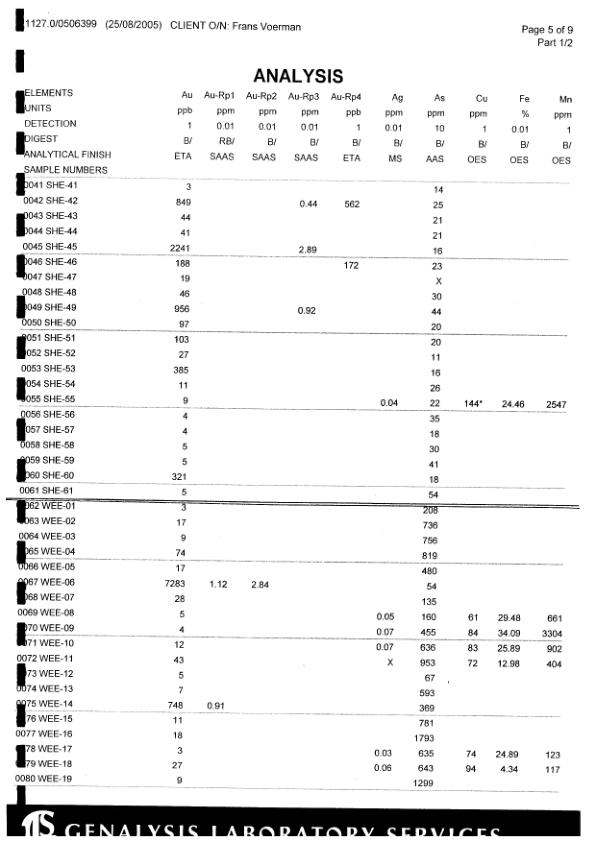 1127.0/0506399 (25/08/2005) CLIENT O/N: Frans Voerman
Page 5 of 9
Part 1/2
ANALYSIS
ELEMENTS Au Au-Rp1 Au-Rp2 Au-Rp3 Au-Rp4 Ag As Cu Fe Mn
UNITS ppb ppm ppm ppm ppb ppm ppm ppm % ppm
DETECTION 1 0.01 0.01 0.01 1 0.01 10 1 0.01 1
DIGEST B/ RB/ B/ B/ B/ B/ B/ B/ B/ B/
ANALYTICAL FINISH ETA SAAS SAAS SAAS ETA MS AAS OES OES OES
SAMPLE NUMBERS
0041 SHE-41 3 14
0042 SHE-42 849 0.44 562 25
0043 SHE-43 44 21
0044 SHE-44 41 21
0045 SHE-45 2241 2.89 16
0046 SHE-46 188 172 23
0047 SHE-47 19 X
0048 SHE-48 46 30
0049 SHE-49 956 0.92 44
0050 SHE-50 97 20
0051 SHE-51 103 20
0052 SHE-52 27 11
0053 SHE-53 385 16
0054 SHE-54 11 26
0055 SHE-55 9 0.04 22 144* 24.46 2547
0056 SHE-56 4 35
0057 SHE-57 4 18
0058 SHE-58 5 30
0059 SHE-59 5 41
0060 SHE-60 321 18
0061 SHE-61 5 54
0062 WEE-01 3 208
0063 WEE-02 17 736
0064 WEE-03 9 756
0065 WEE-04 74 819
0066 WEE-05 17 480
0067 WEE-06 7283 1.12 2.84 54
0068 WEE-07 28 135
0069 WEE-08 5 0.05 160 61 29.48 661
0070 WEE-09 4 0.07 455 84 34.09 3304
0071 WEE-10 12 0.07 636 83 25.89 902
0072 WEE-11 43 X 953 72 12.98 404
0073 WEE-12 5 67
0074 WEE-13 7 593
0075 WEE-14 748 0.91 369
0076 WEE-15 11 781
0077 WEE-16 18 1793
0078 WEE-17 3 0.03 635 74 24.89 123
0079 WEE-18 27 0.06 643 94 4.34 117
0080 WEE-19 9 1299
GENALYSIS LABORATORY SERVICES